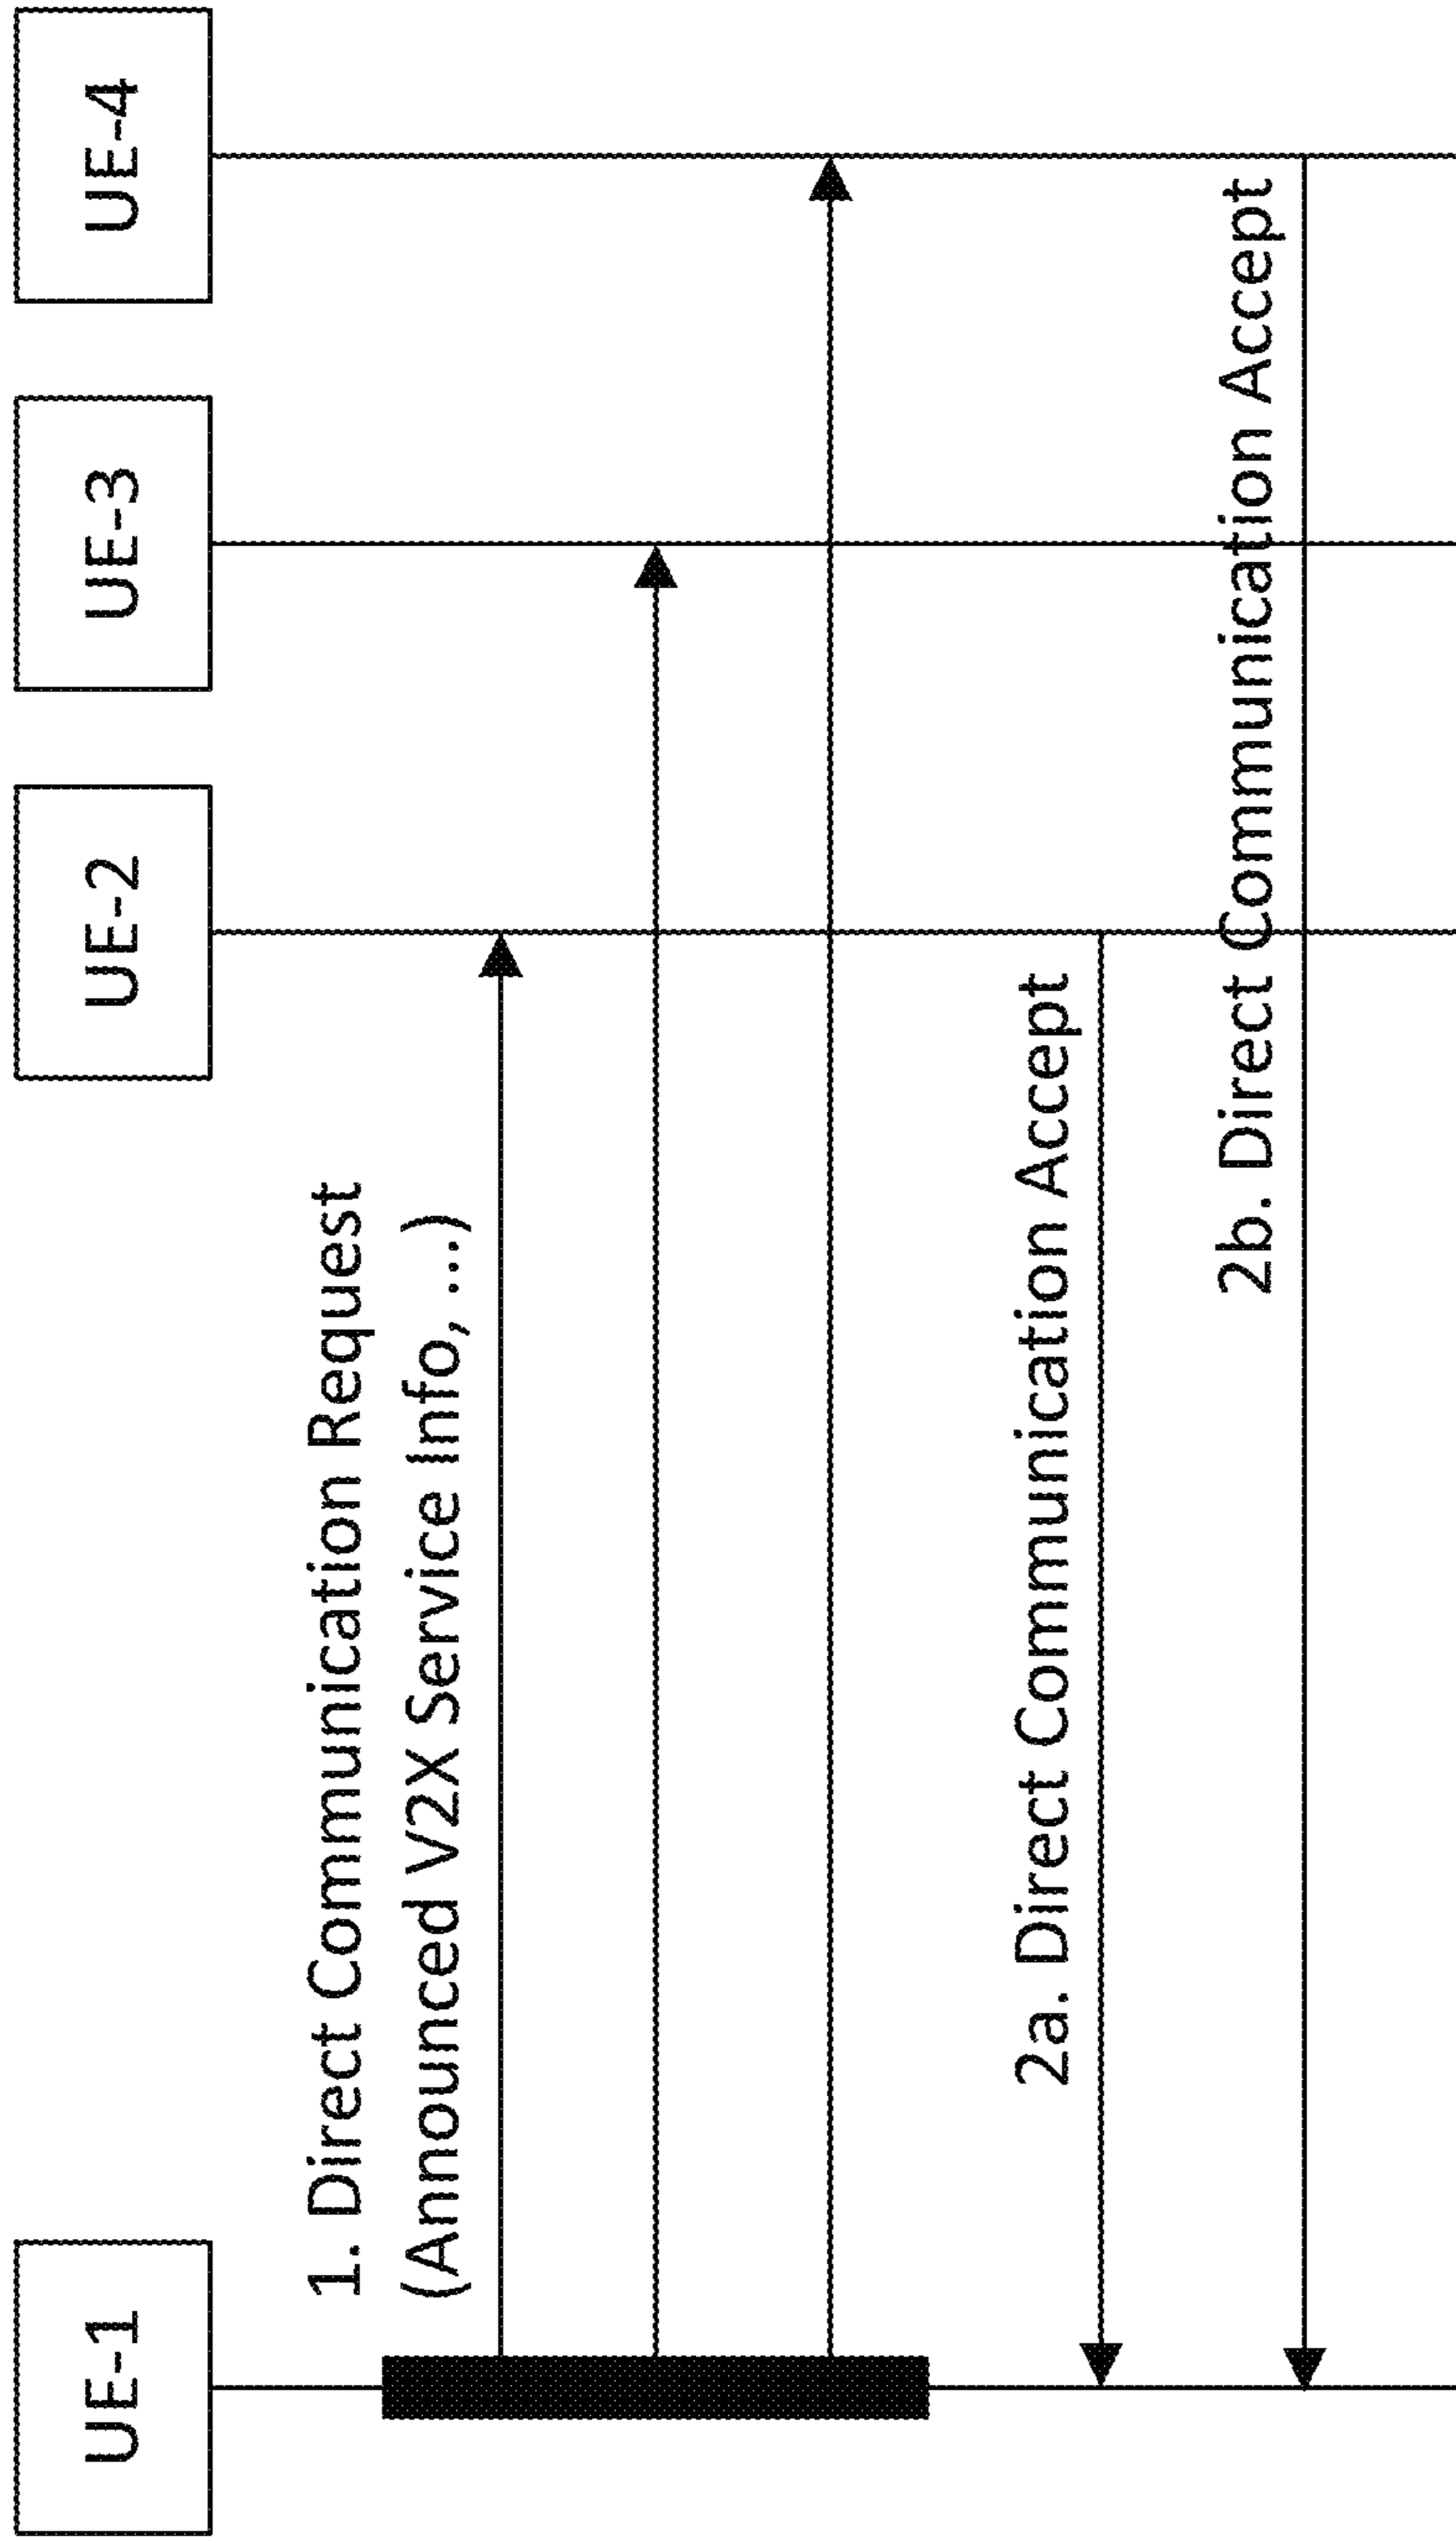 UE-1
UE-2
UE-3
UE-4
1. Direct Communication Request
(Announced V2X Service Info, ...)
2a. Direct Communication Accept
2b. Direct Communication Accept